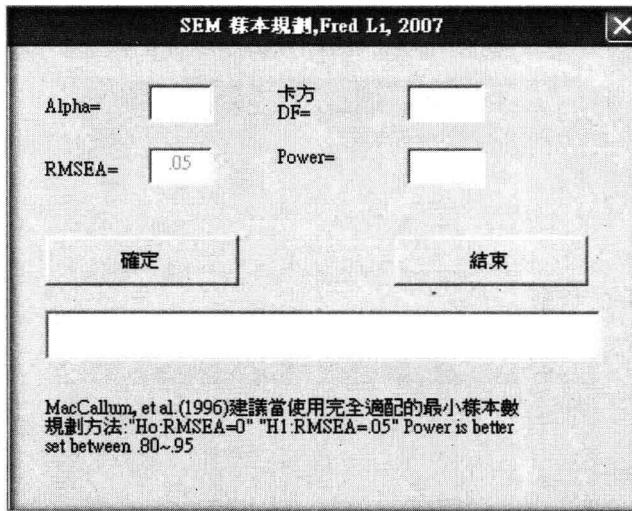 SEM 樣本規劃,Fred Li, 2007
Alpha=
卡方
DF=
RMSEA=
.05
Power=
確定
結束
MacCallum, et al.(1996)建議當使用完全適配的最小樣本數
規劃方法:"Ho:RMSEA=0" "H1:RMSEA=.05" Power is better
set between .80~.95